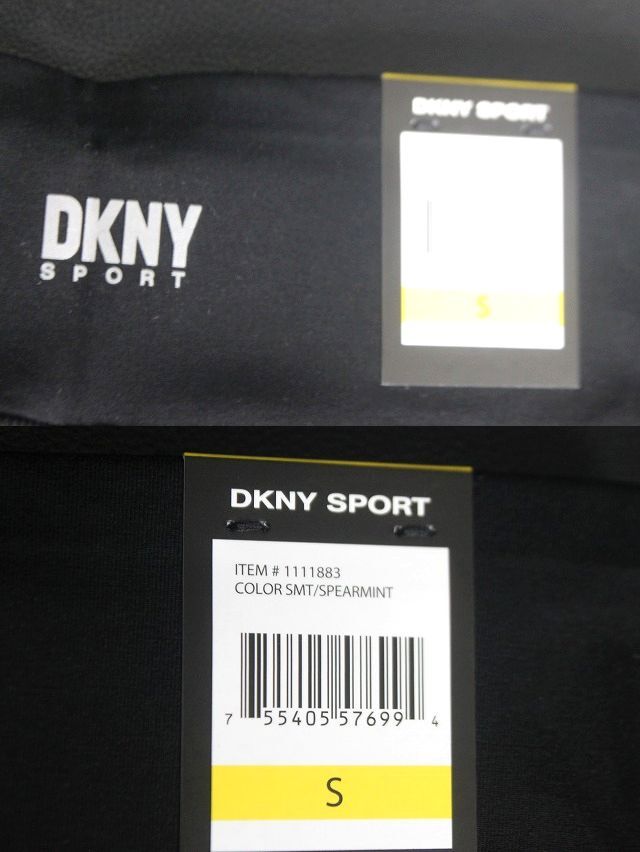 DKNY SPORT
DKNY
SPORT
S
DKNY SPORT
ITEM # 1111883
COLOR SMT/SPEARMINT
7 55405 57699 4
S